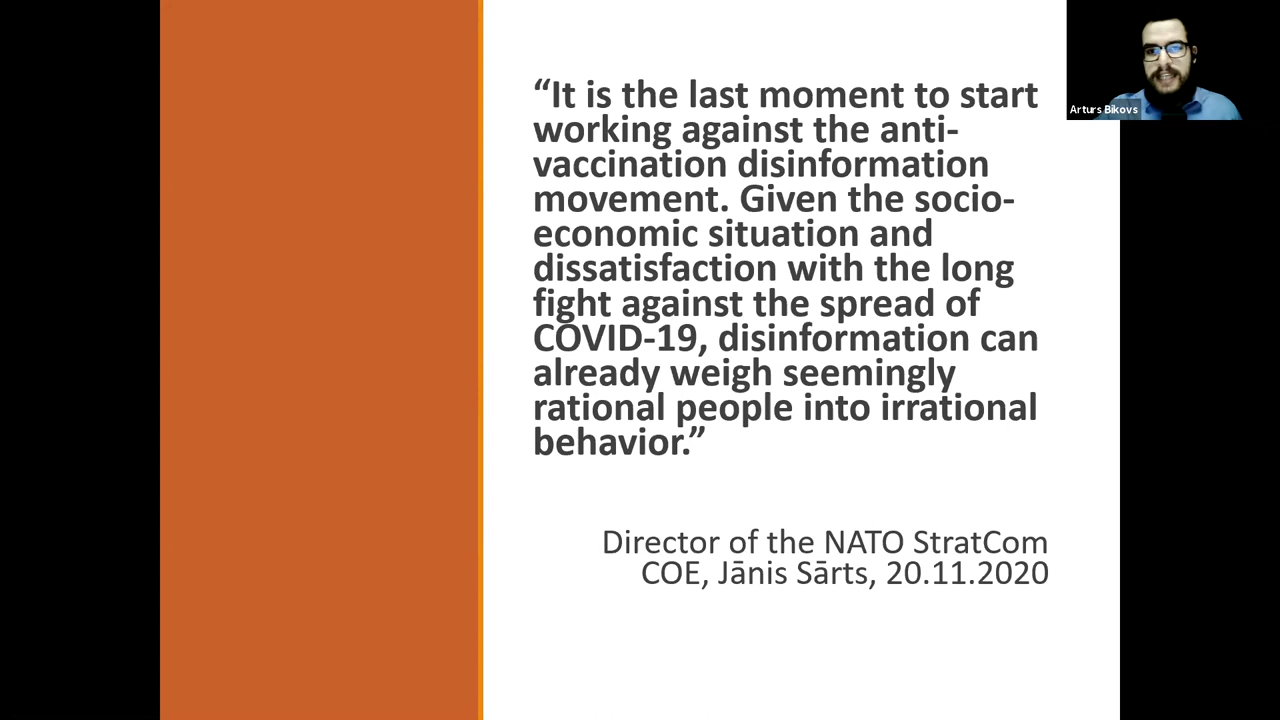 “It is the last moment to start
working against the anti-
vaccination disinformation
movement. Given the socio-
economic situation and
dissatisfaction with the long
fight against the spread of
COVID-19, disinformation can
already weigh seemingly
rational people into irrational
behavior.”
Director of the NATO StratCom
COE, Jānis Sārts, 20.11.2020
Arturs Bikovs